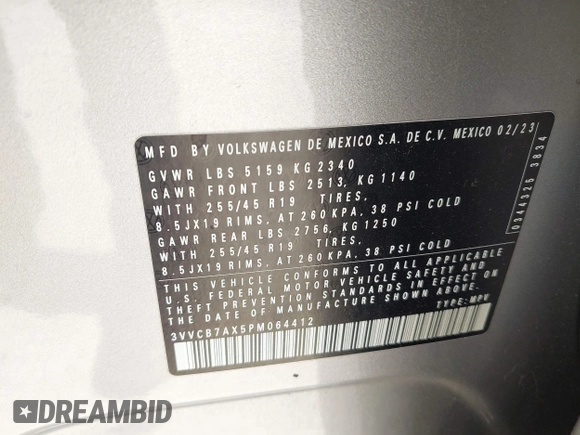 MFD BY VOLKSWAGEN DE MEXICO S.A. DE C.V. MEXICO 02/23
GVWR LBS 5159 KG 2340
GAWR FRONT LBS 2513, KG 1140
WITH 255/45 R19 TIRES,
8.5JX19 RIMS, AT 260 KPA, 38 PSI COLD
GAWR REAR LBS 2756, KG 1250
WITH 255/45 R19 TIRES,
8.5JX19 RIMS, AT 260 KPA, 38 PSI COLD
THIS VEHICLE CONFORMS TO ALL APPLICABLE
U.S. FEDERAL MOTOR VEHICLE SAFETY AND
THEFT PREVENTION STANDARDS IN EFFECT ON
THE DATE OF MANUFACTURE SHOWN ABOVE.
3VVCB7AX5PM064412
TYPE: MPV
0344325 3834
DREAMBID